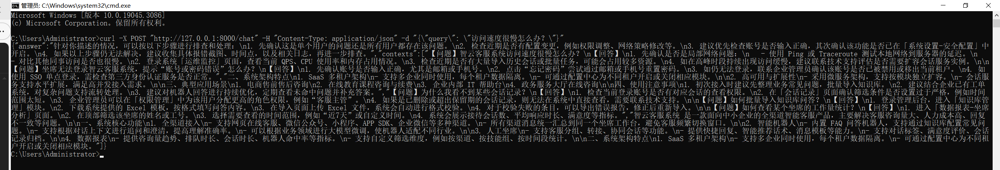 管理员: C:\Windows\system32\cmd.exe
Microsoft Windows [版本 10.0.19045.3086]
(c) Microsoft Corporation。保留所有权利。
C:\Users\Administrator>curl -X POST "http://127.0.0.1:8000/chat" -H "Content-Type: application/json" -d "{\"query\": \"访问速度很慢怎么办？\"}"
{"answer":"针对你描述的情况，可以按以下步骤进行排查和处理：\n1. 先确认这是单个用户的问题还是所有用户都存在该问题。\n2. 检查近期是否有配置变更，例如权限调整、网络策略修改等。\n3. 建议优先检查账号是否输入正确，其次确认该功能是否已在「系统设置-安全配置」中
开启。\n4. 如果以上步骤仍无法解决，建议收集具体报错截图、时间点，以及相关日志，再进一步排查。","contexts":["【问题】智云客服系统访问速度很慢怎么办？\n【回答】\n1. 先确认是否是局部网络问题：\n   - 使用 Ping 或 Traceroute 测试本地网络到服务器的延迟。\n
- 对比其他同事访问是否也很慢。\n2. 登录系统「运维监控」页面，查看当前 QPS、CPU 使用率和内存占用情况。\n3. 检查近期是否有大量导入历史会话或批量任务，可能会占用较多资源。\n4. 如在高峰时段持续出现访问缓慢，建议联系技术支持评估是否需要扩容会话服务实例。\n\n
【问题】坐席无法登录智云客服系统，提示“账号或密码错误”怎么办？\n【回答】\n1. 先确认账号是否输入正确，尤其是邮箱或手机号。\n2. 点击“忘记密码”尝试通过邮箱或手机号重置密码。\n3. 如仍无法登录，联系企业管理员确认该账号是否已被禁用或移出当前租户。\n4. 如
使用 SSO 单点登录，需检查第三方身份认证服务是否正常。","二、系统架构特点\n1. SaaS 多租户架构\n- 支持多企业同时使用，每个租户数据隔离。\n- 可通过配置中心为不同租户开启或关闭相应模块。\n\n2. 高可用与扩展性\n- 采用微服务架构，支持按模块独立扩容。\n- 会话服
务支持水平扩展，满足高并发接入需求。\n\n三、典型应用场景\n1. 电商售前售后咨询\n2. 在线教育课程咨询与续费\n3. 企业内部 IT 帮助台\n4. 政务服务大厅在线咨询\n\n四、使用注意事项\n1. 初次接入时建议先整理业务常见问题，批量导入知识库。\n2. 建议结合企业已有工单
系统，对复杂问题支持流转处理。\n3. 建议对机器人回答进行持续优化，定期查看未命中问题并补充答案。","【问题】为什么我看不到某些会话记录？\n【回答】\n1. 检查当前登录账号是否有对应会话的查看权限。\n2. 在「会话记录」页面确认筛选条件是否设置过于严格，例如时间
范围太短。\n3. 企业管理员可以在「权限管理」中为该用户分配更高的角色权限，例如“客服主管”。\n4. 如果是已删除或超出保留期的会话记录，则无法在系统中直接查看，需要联系技术支持。\n\n【问题】如何批量导入知识库问答？\n【回答】\n1. 登录管理后台，进入「知识库管
理」模块。\n2. 下载系统提供的 Excel 模板，按格式填写问答内容。\n3. 在导入页面上传 Excel 文件，系统会自动进行格式校验。\n4. 对于校验失败的条目，可以导出错误报告，修正后重新导入。\n\n【问题】如何查看某个坐席的工作量统计？\n【回答】\n1. 进入「数据报表-坐席
分析」页面。\n2. 在顶部筛选该坐席的姓名或工号。\n3. 选择需要查看的时间范围，例如“近7天”或自定义时间。\n4. 系统会展示接待会话数、平均响应时长、满意度等指标。","智云客服系统 是一款面向中小企业的全渠道智能客服产品，主要解决客服咨询量大、人力成本高、回复
不一致等问题。\n\n一、系统核心功能\n1. 全渠道接入\n- 支持网页在线客服、微信公众号、小程序、APP SDK、企业微信等多种渠道。\n- 所有渠道消息统一汇总到同一个坐席工作台，避免客服频繁切换窗口。\n\n2. 智能机器人\n- 内置 FAQ 问答机器人，支持通过知识库配置常见问
题。\n- 支持根据对话上下文进行追问和澄清，提高理解准确率。\n- 可以根据业务领域进行大模型微调，使机器人适配不同行业。\n\n3. 人工坐席\n- 支持客服分组、转接、协同会话等功能。\n- 提供快捷回复、智能推荐话术、消息模板等能力。\n- 支持对话标签、满意度评价、会话
记录归档。\n\n4. 数据报表\n- 提供咨询量趋势、排队时长、会话时长、机器人命中率等指标。\n- 支持自定义筛选维度，例如按渠道、按技能组、按时间段统计。\n\n二、系统架构特点\n1. SaaS 多租户架构\n- 支持多企业同时使用，每个租户数据隔离。\n- 可通过配置中心为不同租
户开启或关闭相应模块。"]}
C:\Users\Administrator>